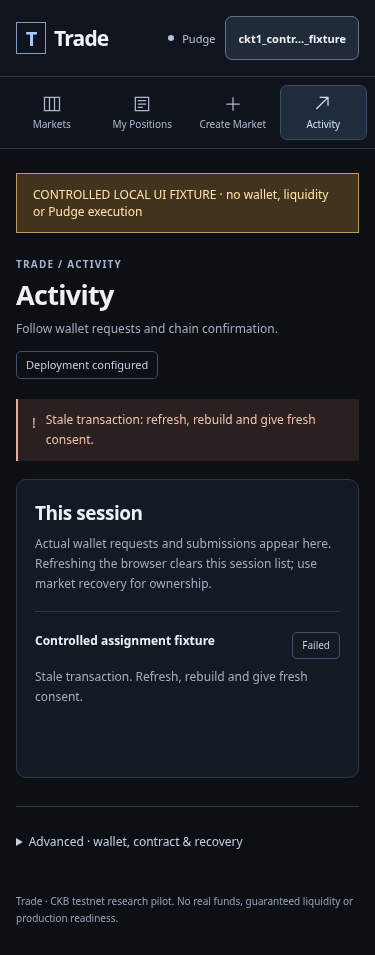 T Trade
Pudge
ckt1_contr…_fixture
Markets
My Positions
Create Market
Activity
CONTROLLED LOCAL UI FIXTURE · no wallet, liquidity
or Pudge execution
TRADE / ACTIVITY
Activity
Follow wallet requests and chain confirmation.
Deployment configured
! Stale transaction: refresh, rebuild and give fresh
consent.
This session
Actual wallet requests and submissions appear here.
Refreshing the browser clears this session list; use
market recovery for ownership.
Controlled assignment fixture
Failed
Stale transaction. Refresh, rebuild and give fresh
consent.
Advanced · wallet, contract & recovery
Trade · CKB testnet research pilot. No real funds, guaranteed liquidity or
production readiness.